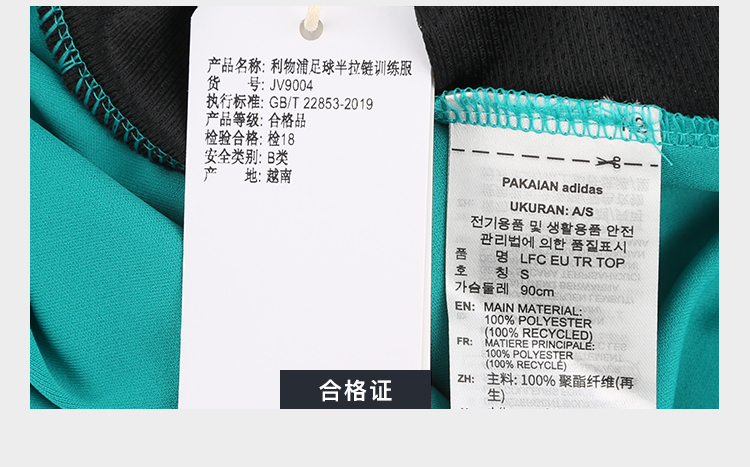 产品名称: 利物浦足球半拉链训练服
货 号: JV9004
执行标准: GB/T 22853-2019
产品等级: 合格品
检验合格: 检18
安全类别: B类
产 地: 越南
合格证
PAKAIAN adidas
UKURAN: A/S
전기용품 및 생활용품 안전
관리법에 의한 품질표시
품 명 LFC EU TR TOP
호 칭 S
가슴둘레 90cm
EN: MAIN MATERIAL:
100% POLYESTER
(100% RECYCLED)
FR: MATIERE PRINCIPALE:
100% POLYESTER
(100% RECYCLÉ)
ZH: 主料: 100% 聚酯纤维(再
生)